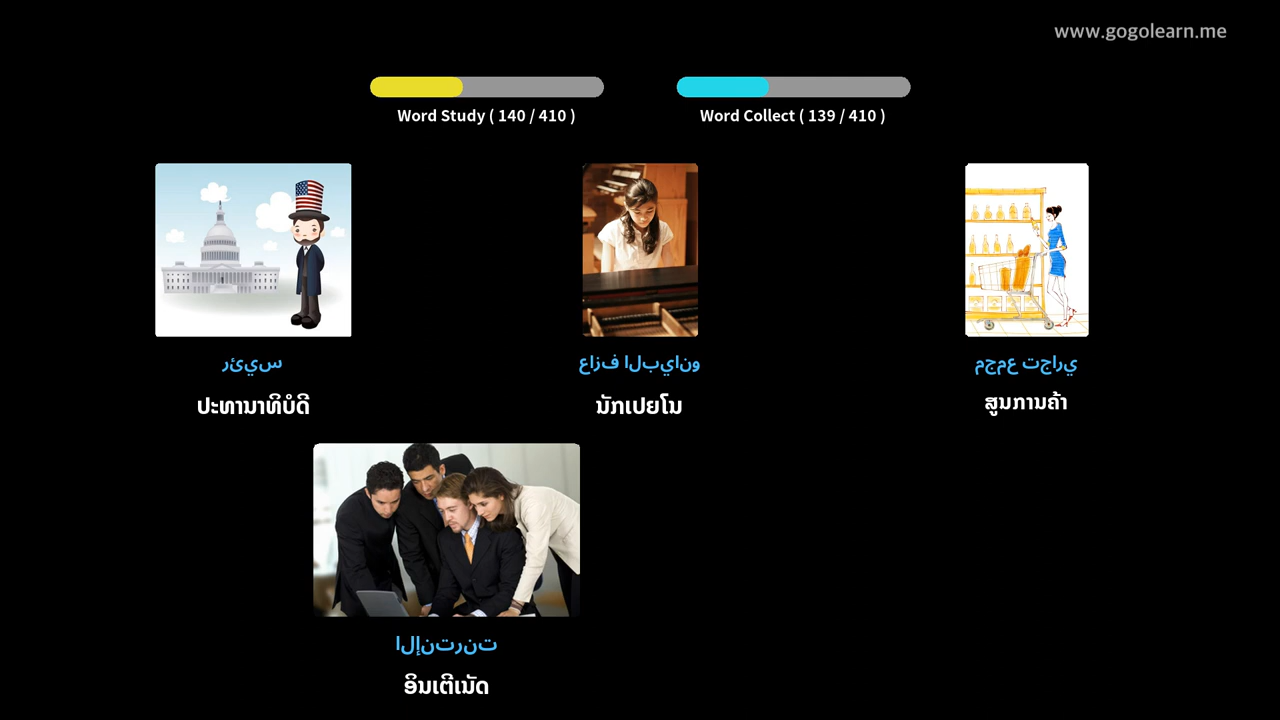 www.gogolearn.me
Word Study ( 140 / 410 )
Word Collect ( 139 / 410 )
رئيس
عازف البيانو
مجمع تجاري
ປະທານາທິບໍດີ
ນັກເປຍໂນ
ສູນການຄ້າ
الإنترنت
ອິນເຕີເນັດ